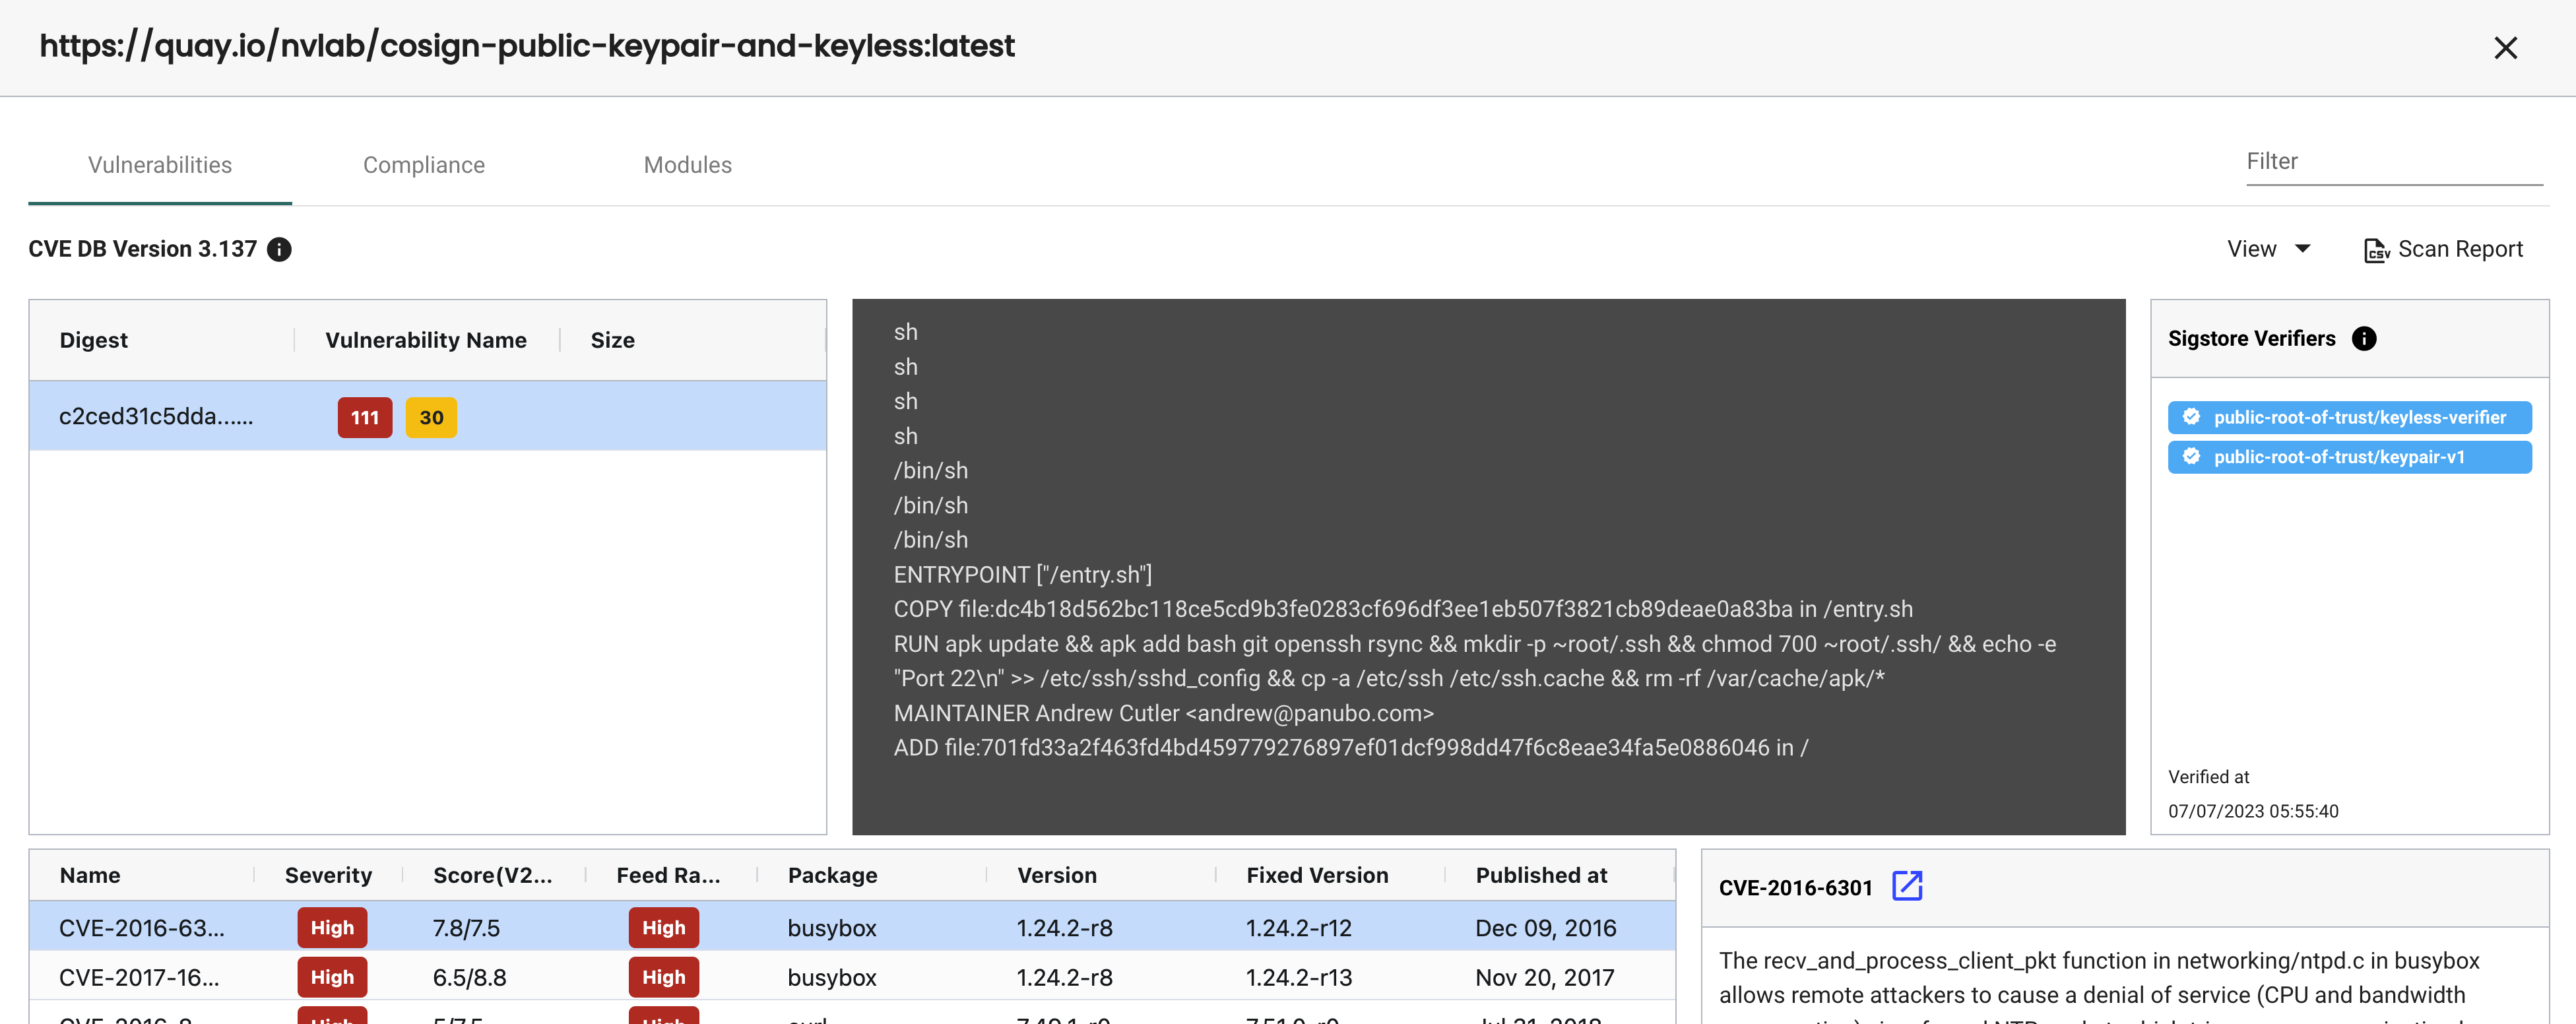 https://quay.io/nvlab/cosign-public-keypair-and-keyless:latest
Vulnerabilities Compliance Modules Filter
CVE DB Version 3.137 View CSV Scan Report
Digest Vulnerability Name Size
c2ced31c5dda...... 111 30
sh
sh
sh
sh
/bin/sh
/bin/sh
/bin/sh
ENTRYPOINT ["/entry.sh"]
COPY file:dc4b18d562bc118ce5cd9b3fe0283cf696df3ee1eb507f3821cb89deae0a83ba in /entry.sh
RUN apk update && apk add bash git openssh rsync && mkdir -p ~root/.ssh && chmod 700 ~root/.ssh/ && echo -e
"Port 22\n" >> /etc/ssh/sshd_config && cp -a /etc/ssh /etc/ssh.cache && rm -rf /var/cache/apk/*
MAINTAINER Andrew Cutler <andrew@panubo.com>
ADD file:701fd33a2f463fd4bd459779276897ef01dcf998dd47f6c8eae34fa5e0886046 in /
Sigstore Verifiers
public-root-of-trust/keyless-verifier
public-root-of-trust/keypair-v1
Verified at
07/07/2023 05:55:40
Name Severity Score(V2... Feed Ra... Package Version Fixed Version Published at
CVE-2016-63... High 7.8/7.5 High busybox 1.24.2-r8 1.24.2-r12 Dec 09, 2016
CVE-2017-16... High 6.5/8.8 High busybox 1.24.2-r8 1.24.2-r13 Nov 20, 2017
CVE-2016-6301
The recv_and_process_client_pkt function in networking/ntpd.c in busybox
allows remote attackers to cause a denial of service (CPU and bandwidth